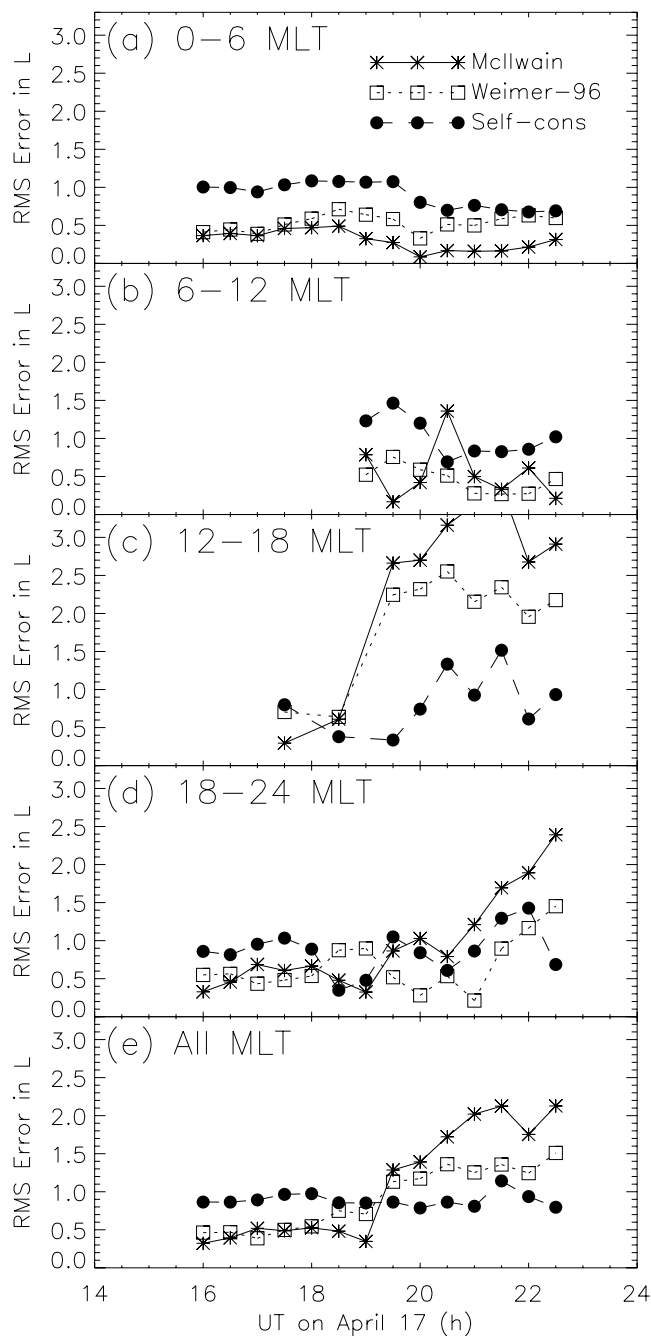 (a) 0-6 MLT
McIlwain
Weimer-96
Self-cons
RMS Error in L
3.0
2.5
2.0
1.5
1.0
0.5
0.0
(b) 6-12 MLT
RMS Error in L
3.0
2.5
2.0
1.5
1.0
0.5
0.0
(c) 12-18 MLT
RMS Error in L
3.0
2.5
2.0
1.5
1.0
0.5
0.0
(d) 18-24 MLT
RMS Error in L
3.0
2.5
2.0
1.5
1.0
0.5
0.0
(e) All MLT
RMS Error in L
3.0
2.5
2.0
1.5
1.0
0.5
0.0
14 16 18 20 22 24
UT on April 17 (h)